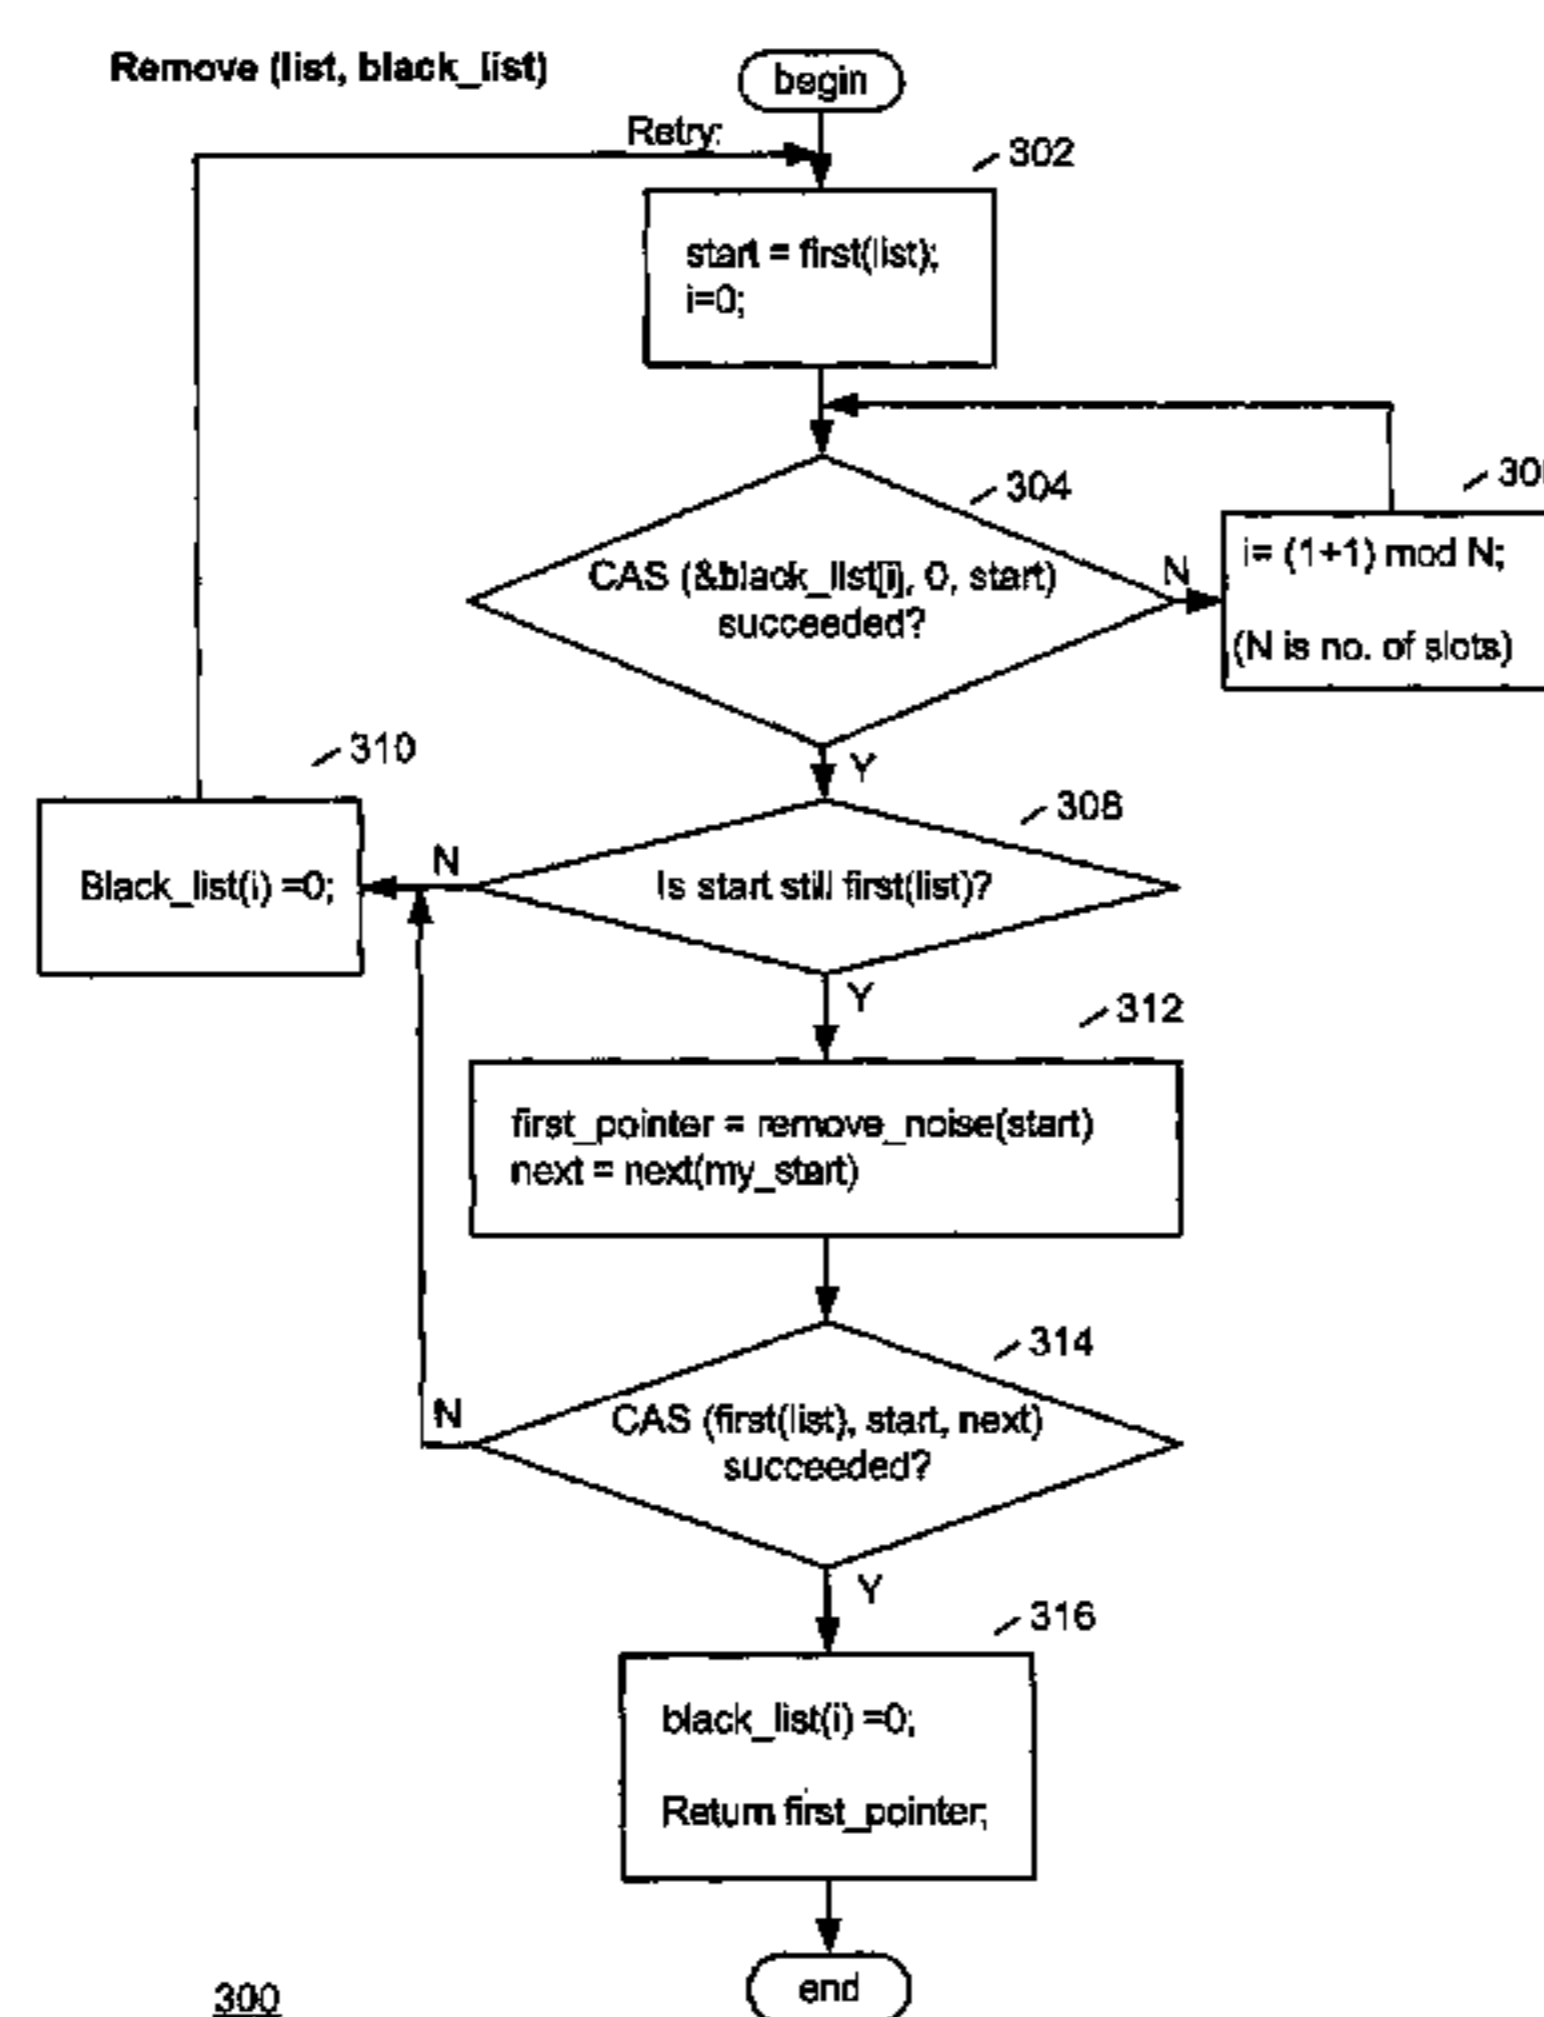 Remove (list, black_list)
begin
Retry:
302
start = first(list);
i=0;
304
CAS (&black_list[i], 0, start)
succeeded?
N
i= (1+1) mod N;
(N is no. of slots)
Y
310
308
Black_list(i) =0;
N
Is start still first(list)?
Y
312
first_pointer = remove_noise(start)
next = next(my_start)
314
N
CAS (first(list), start, next)
succeeded?
Y
316
black_list(i) =0;
Return first_pointer;
end
300